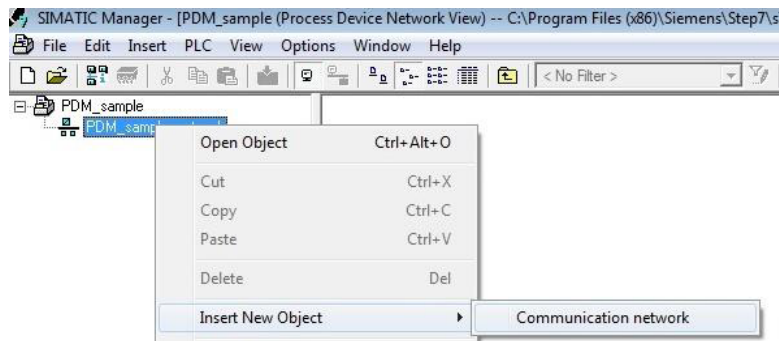 SIMATIC Manager - [PDM_sample (Process Device Network View) -- C:\Program Files (x86)\Siemens\Step7\s
File Edit Insert PLC View Options Window Help
< No Filter >
PDM_sample
Open Object Ctrl+Alt+O
Cut Ctrl+X
Copy Ctrl+C
Paste Ctrl+V
Delete Del
Insert New Object Communication network